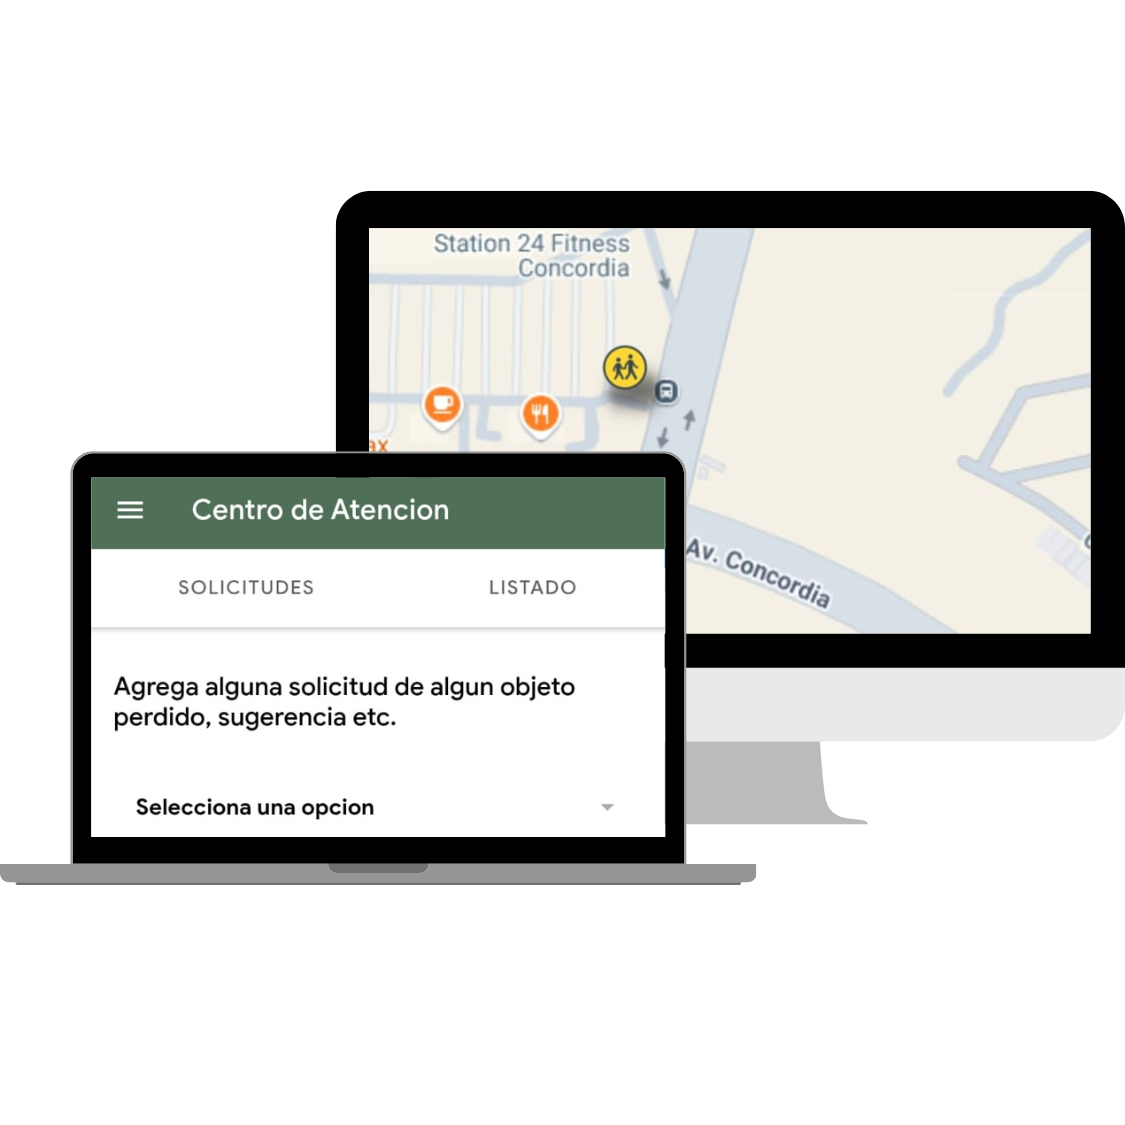 Station 24 Fitness
Concordia
ax
Av. Concordia
Centro de Atencion
SOLICITUDES
LISTADO
Agrega alguna solicitud de algun objeto
perdido, sugerencia etc.
Selecciona una opcion